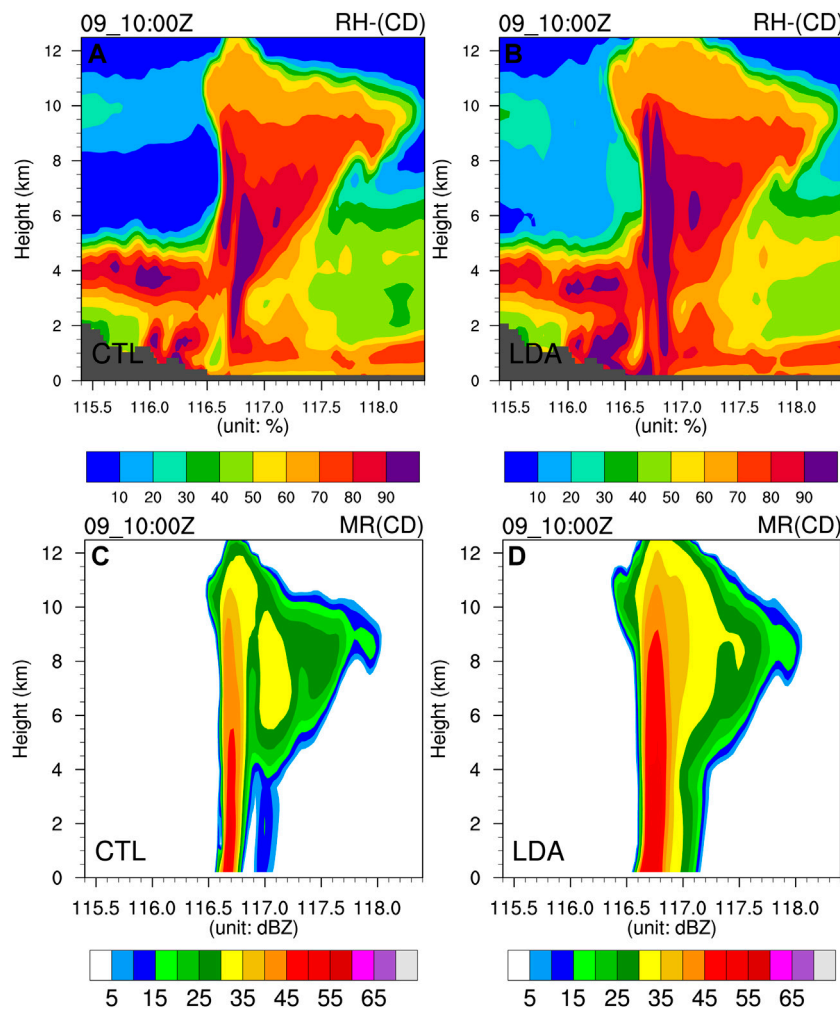 09_10:00Z RH-(CD)
A
Height (km)
12
10
8
6
4
2
0
CTL
115.5 116.0 116.5 117.0 117.5 118.0
(unit: %)
10 20 30 40 50 60 70 80 90
09_10:00Z RH-(CD)
B
Height (km)
12
10
8
6
4
2
0
LDA
115.5 116.0 116.5 117.0 117.5 118.0
(unit: %)
10 20 30 40 50 60 70 80 90
09_10:00Z MR(CD)
C
Height (km)
12
10
8
6
4
2
0
CTL
115.5 116.0 116.5 117.0 117.5 118.0
(unit: dBZ)
5 15 25 35 45 55 65
09_10:00Z MR(CD)
D
Height (km)
12
10
8
6
4
2
0
LDA
115.5 116.0 116.5 117.0 117.5 118.0
(unit: dBZ)
5 15 25 35 45 55 65